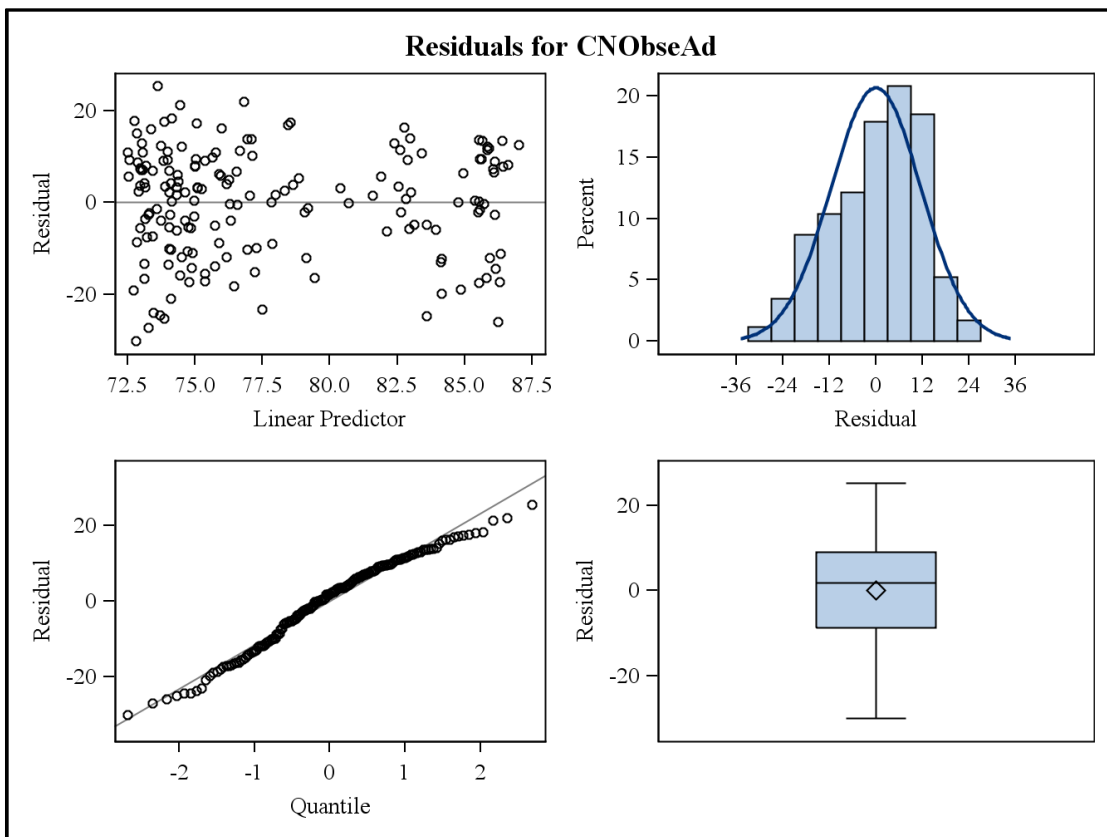 Residuals for CNObseAd
20
0
-20
Residual
72.5 75.0 77.5 80.0 82.5 85.0 87.5
Linear Predictor
20
15
10
5
0
Percent
-36 -24 -12 0 12 24 36
Residual
20
0
-20
Residual
-2 -1 0 1 2
Quantile
20
0
-20
Residual